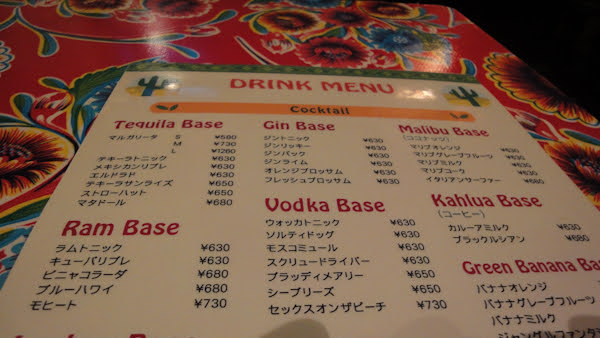 DRINK MENU
Cocktail
Tequila Base
マルガリータ S ¥580
M ¥730
L ¥1260
テキーラトニック ¥630
メキシカンリブレ ¥630
エルドラド ¥630
テキーラサンライズ ¥650
ストローハット ¥650
マタドール ¥680
Ram Base
ラムトニック ¥630
キューバリブレ ¥630
ピニャコラーダ ¥680
ブルーハワイ ¥680
モヒート ¥730
Gin Base
ジントニック ¥630
ジンリッキー ¥630
ジンバック ¥630
ジンライム ¥630
オレンジブロッサム ¥630
フレッシュブロッサム ¥630
Vodka Base
ウォッカトニック ¥630
ソルティドッグ ¥630
モスコミュール ¥630
スクリュードライバー ¥630
ブラッディメアリー ¥650
シーブリーズ ¥650
セックスオンザビーチ ¥730
Malibu Base
(ココナッツ)
マリブオレンジ ¥630
マリブグレープフルーツ ¥630
マリブミルク ¥630
マリブコーク ¥630
イタリアンサーファー ¥680
Kahlua Base
(コーヒー)
カルーアミルク ¥630
ブラックルシアン ¥680
Green Banana Ba
バナナオレンジ
バナナグレープフルーツ
バナナミルク
ジャングルファンタ